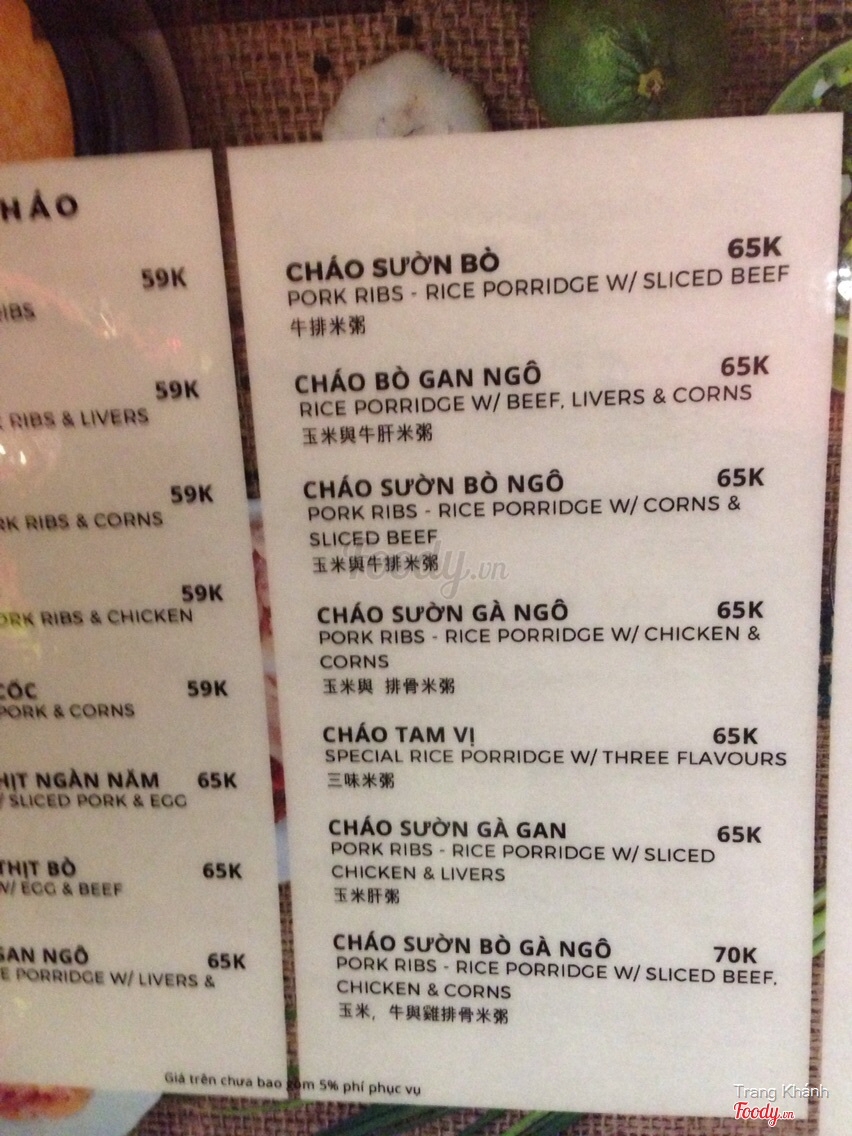 HÁO
59K
RIBS
59K
RIBS & LIVERS
59K
RK RIBS & CORNS
59K
ORK RIBS & CHICKEN
CỐC 59K
PORK & CORNS
HỊT NGÀN NĂM 65K
/ SLICED PORK & EGG
THỊT BÒ 65K
W/ EGG & BEEF
GAN NGÔ 65K
E PORRIDGE W/ LIVERS &
CHÁO SƯỜN BÒ 65K
PORK RIBS - RICE PORRIDGE W/ SLICED BEEF
牛排米粥
CHÁO BÒ GAN NGÔ 65K
RICE PORRIDGE W/ BEEF, LIVERS & CORNS
玉米與牛肝米粥
CHÁO SƯỜN BÒ NGÔ 65K
PORK RIBS - RICE PORRIDGE W/ CORNS &
SLICED BEEF
玉米與牛排米粥
Foody.vn
CHÁO SƯỜN GÀ NGÔ 65K
PORK RIBS - RICE PORRIDGE W/ CHICKEN &
CORNS
玉米與 排骨米粥
CHÁO TAM VỊ 65K
SPECIAL RICE PORRIDGE W/ THREE FLAVOURS
三味米粥
CHÁO SƯỜN GÀ GAN 65K
PORK RIBS - RICE PORRIDGE W/ SLICED
CHICKEN & LIVERS
玉米肝粥
CHÁO SƯỜN BÒ GÀ NGÔ 70K
PORK RIBS - RICE PORRIDGE W/ SLICED BEEF,
CHICKEN & CORNS
玉米, 牛與雞排骨米粥
Giá trên chưa bao gồm 5% phí phục vụ
Trang Khánh
Foody.vn